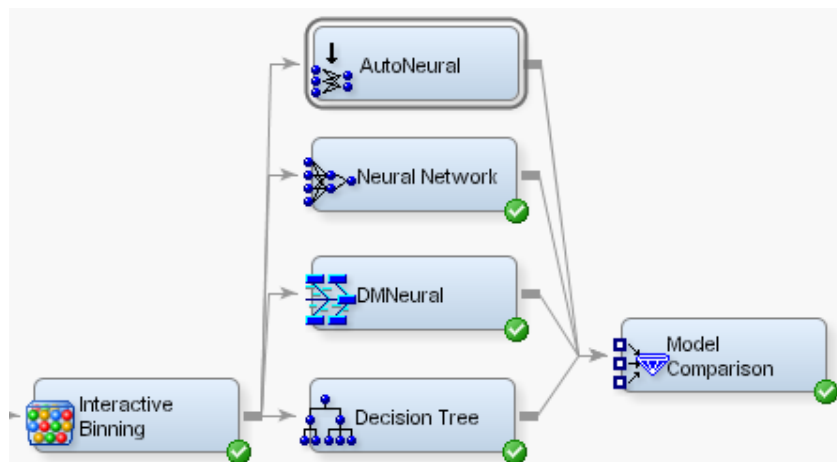 AutoNeural
Neural Network
DMNeural
Interactive
Binning
Decision Tree
Model
Comparison